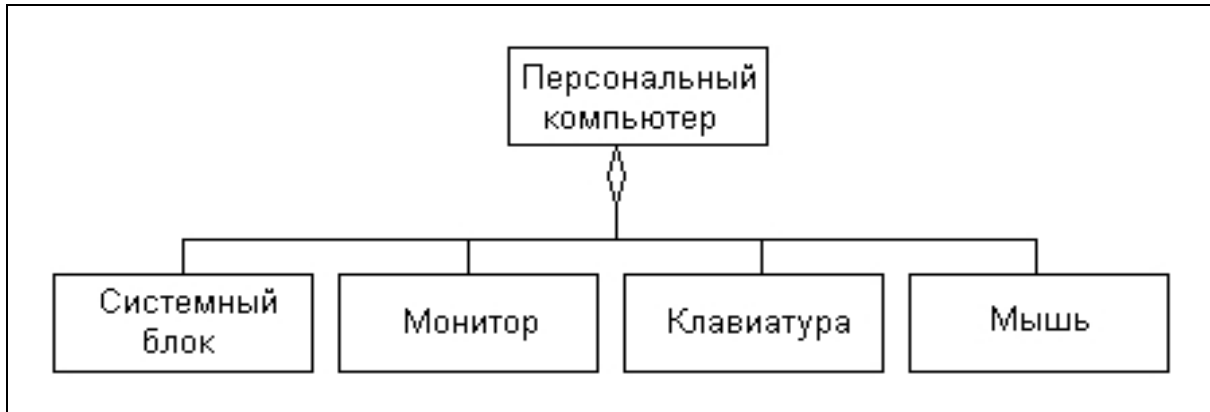 Персональный
компьютер
Системный
блок
Монитор
Клавиатура
Мышь